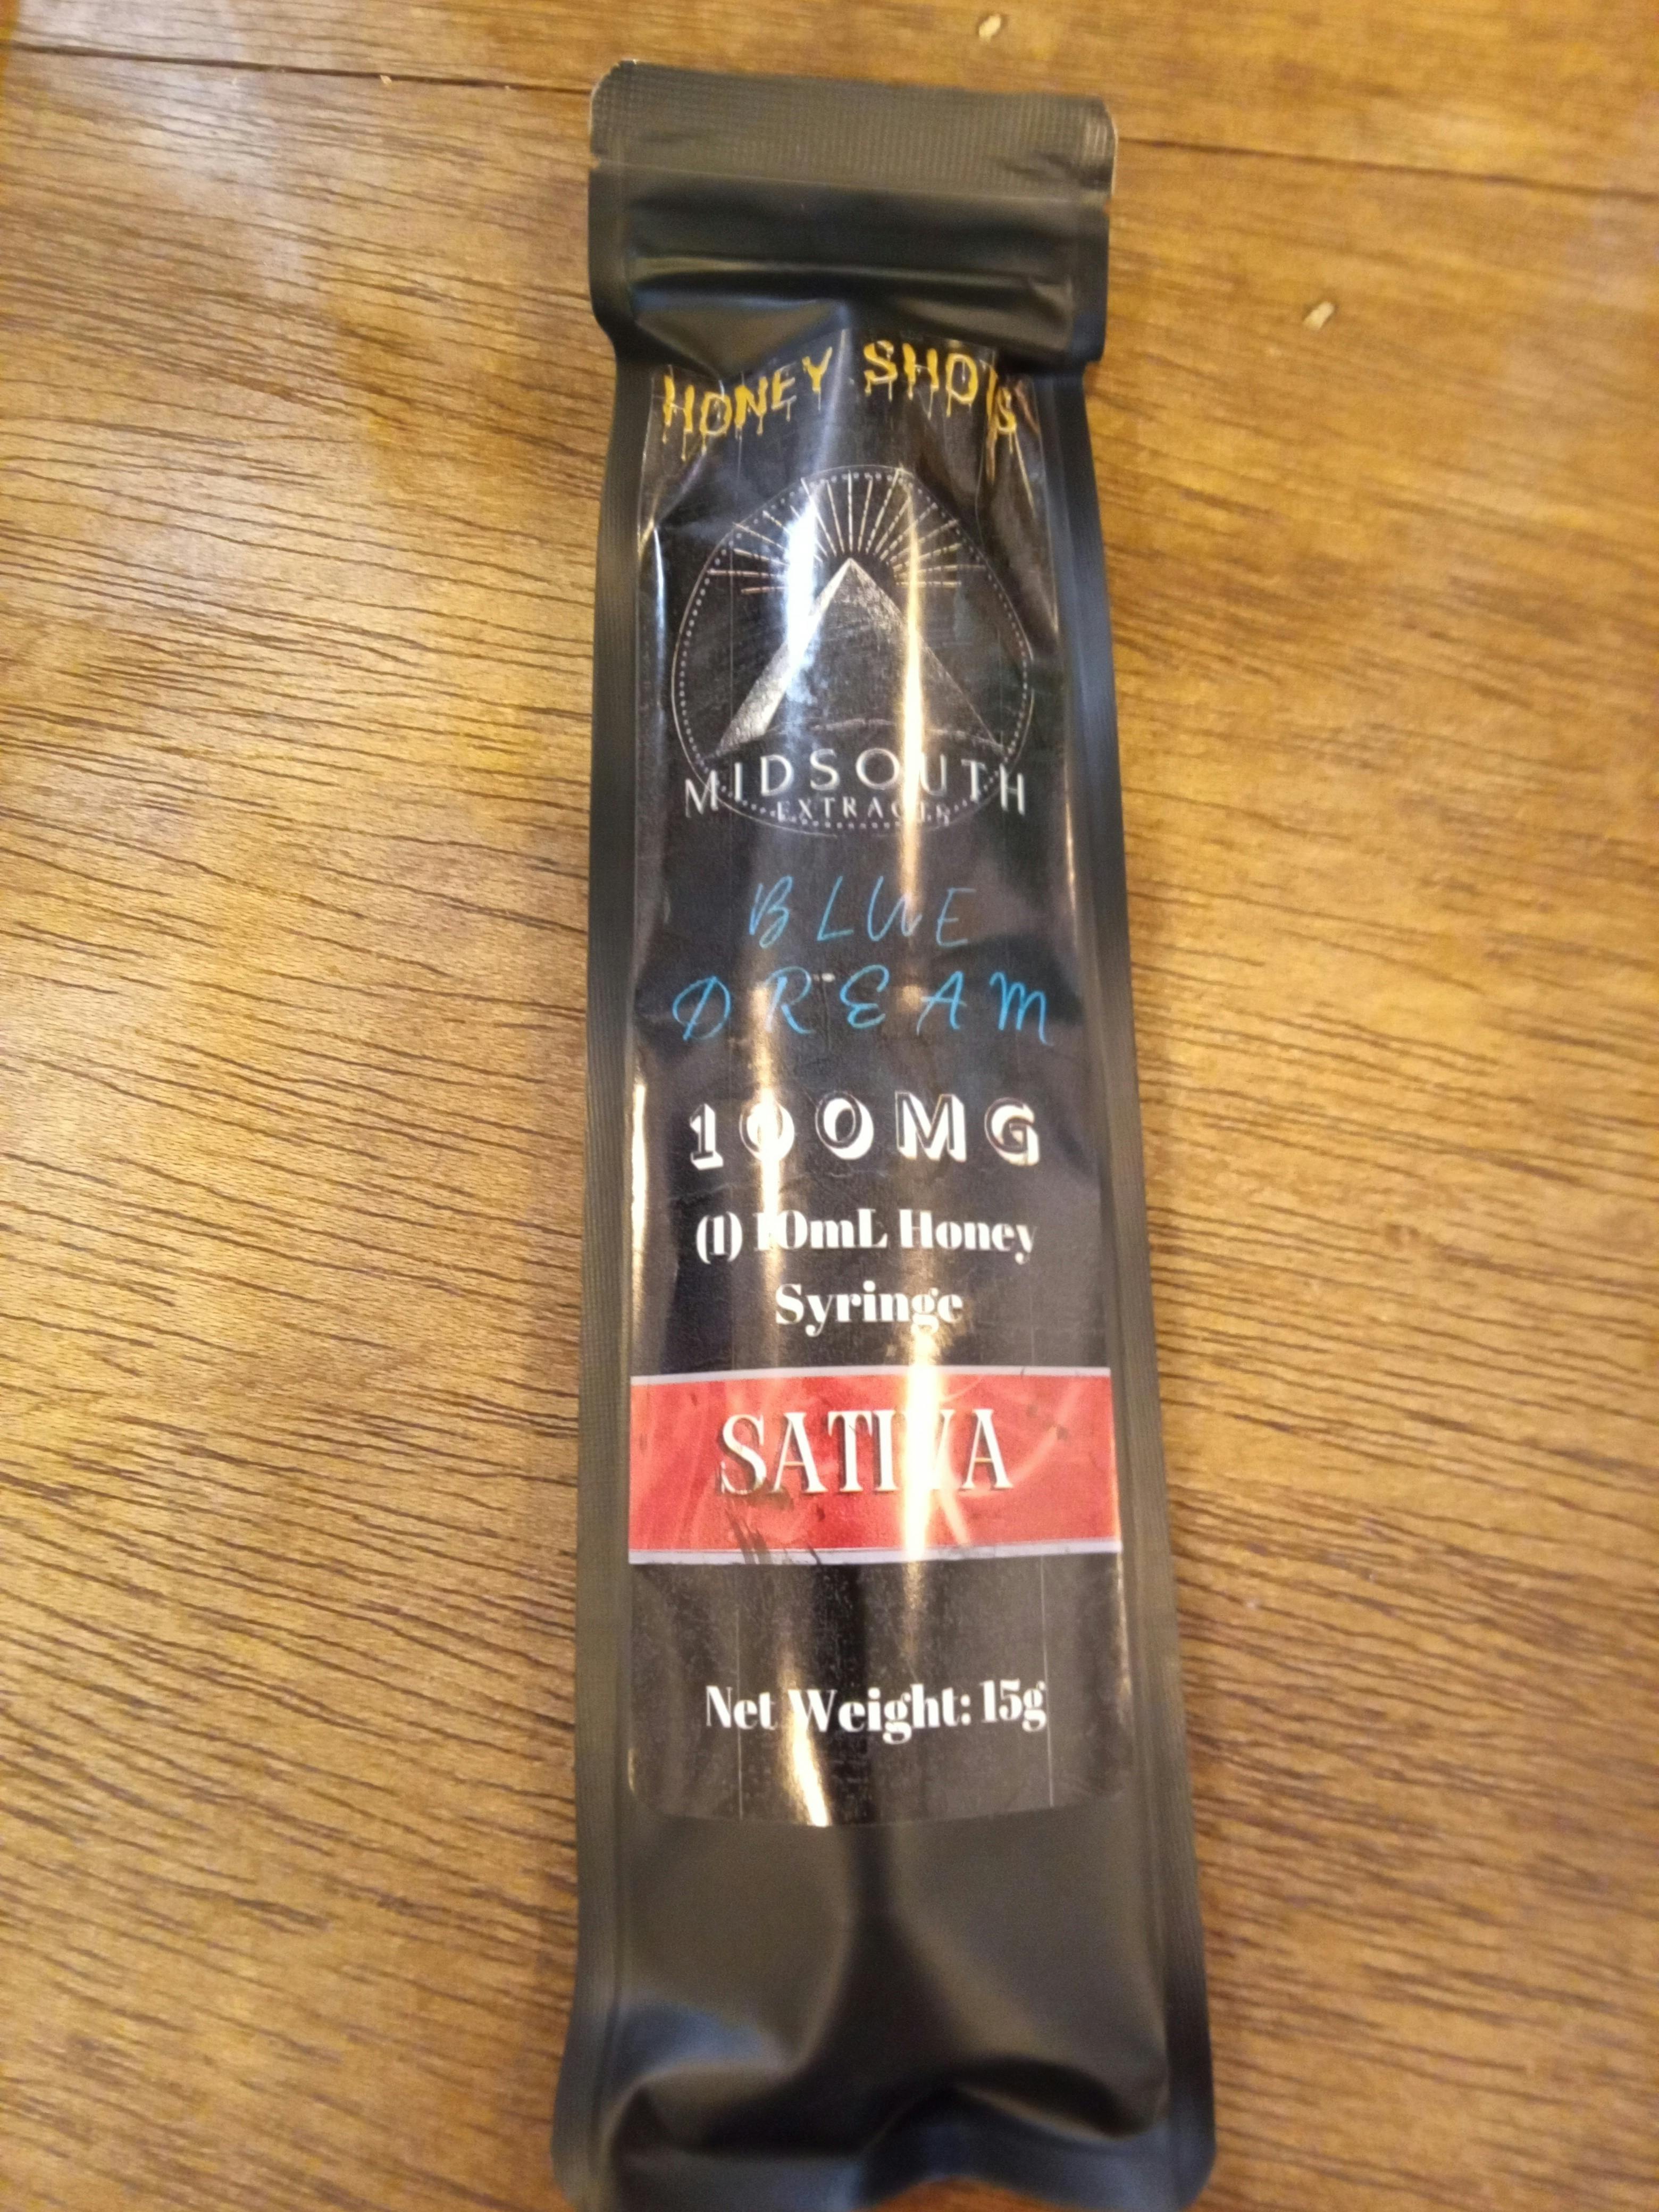 HONEY SHOTS
MIDSOUTH
EXTRACTS
BLUE
DREAM
100MG
(1) 10mL Honey
Syringe
SATIVA
Net Weight: 15g